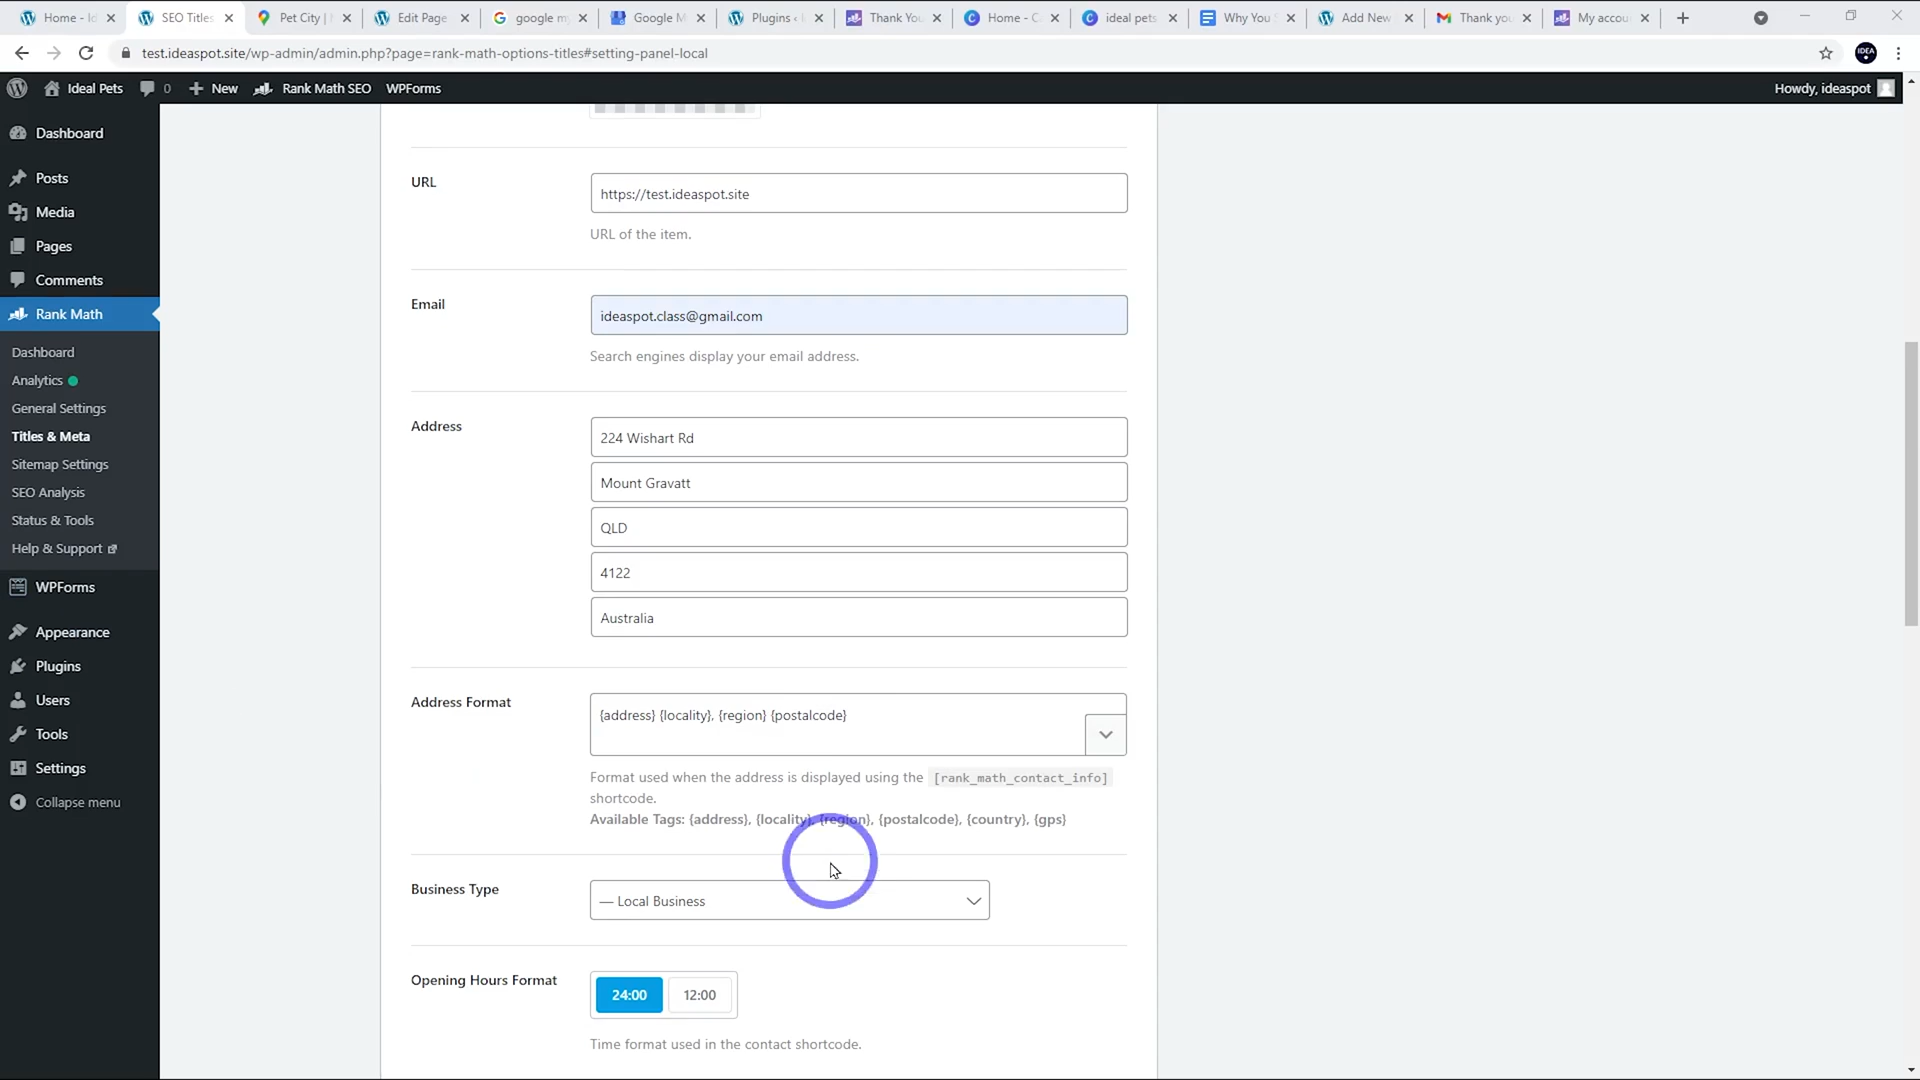 Home - Id
SEO Titles
Pet City |
Edit Page
google my
Google M
Plugins ‹ I
Thank You
Home - C
ideal pets
Why You S
Add New
Thank you
My accou
test.ideaspot.site/wp-admin/admin.php?page=rank-math-options-titles#setting-panel-local
IDEA
Ideal Pets
0
New
Rank Math SEO
WPForms
Howdy, ideaspot
Dashboard
Posts
Media
Pages
Comments
Rank Math
Dashboard
Analytics
General Settings
Titles & Meta
Sitemap Settings
SEO Analysis
Status & Tools
Help & Support
WPForms
Appearance
Plugins
Users
Tools
Settings
Collapse menu
URL
https://test.ideaspot.site
URL of the item.
Email
ideaspot.class@gmail.com
Search engines display your email address.
Address
224 Wishart Rd
Mount Gravatt
QLD
4122
Australia
Address Format
{address} {locality}, {region} {postalcode}
Format used when the address is displayed using the [rank_math_contact_info]
shortcode.
Available Tags: {address}, {locality}, {region}, {postalcode}, {country}, {gps}
Business Type
— Local Business
Opening Hours Format
24:00
12:00
Time format used in the contact shortcode.